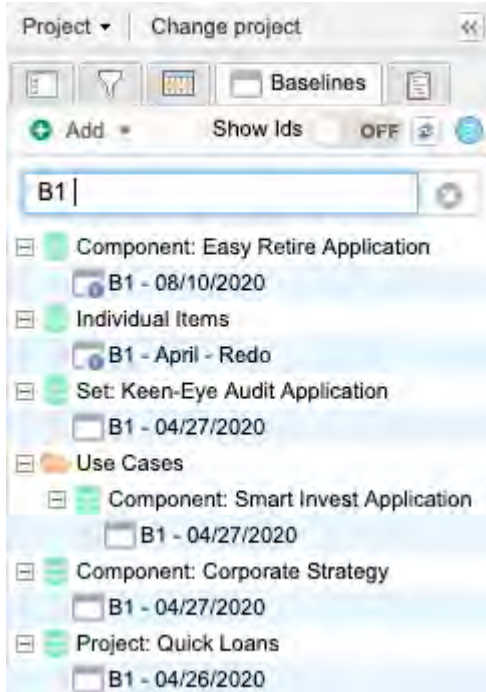 Project Change project
Baselines
Add Show Ids OFF
B1
Component: Easy Retire Application
B1 - 08/10/2020
Individual Items
B1 - April - Redo
Set: Keen-Eye Audit Application
B1 - 04/27/2020
Use Cases
Component: Smart Invest Application
B1 - 04/27/2020
Component: Corporate Strategy
B1 - 04/27/2020
Project: Quick Loans
B1 - 04/26/2020